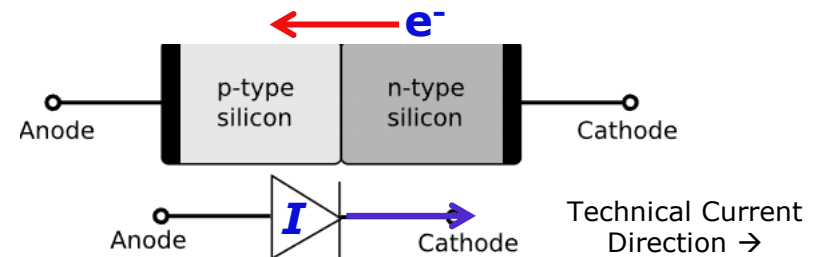 e-
p-type
silicon
n-type
silicon
Anode
Cathode
I
Anode
Cathode
Technical Current
Direction →